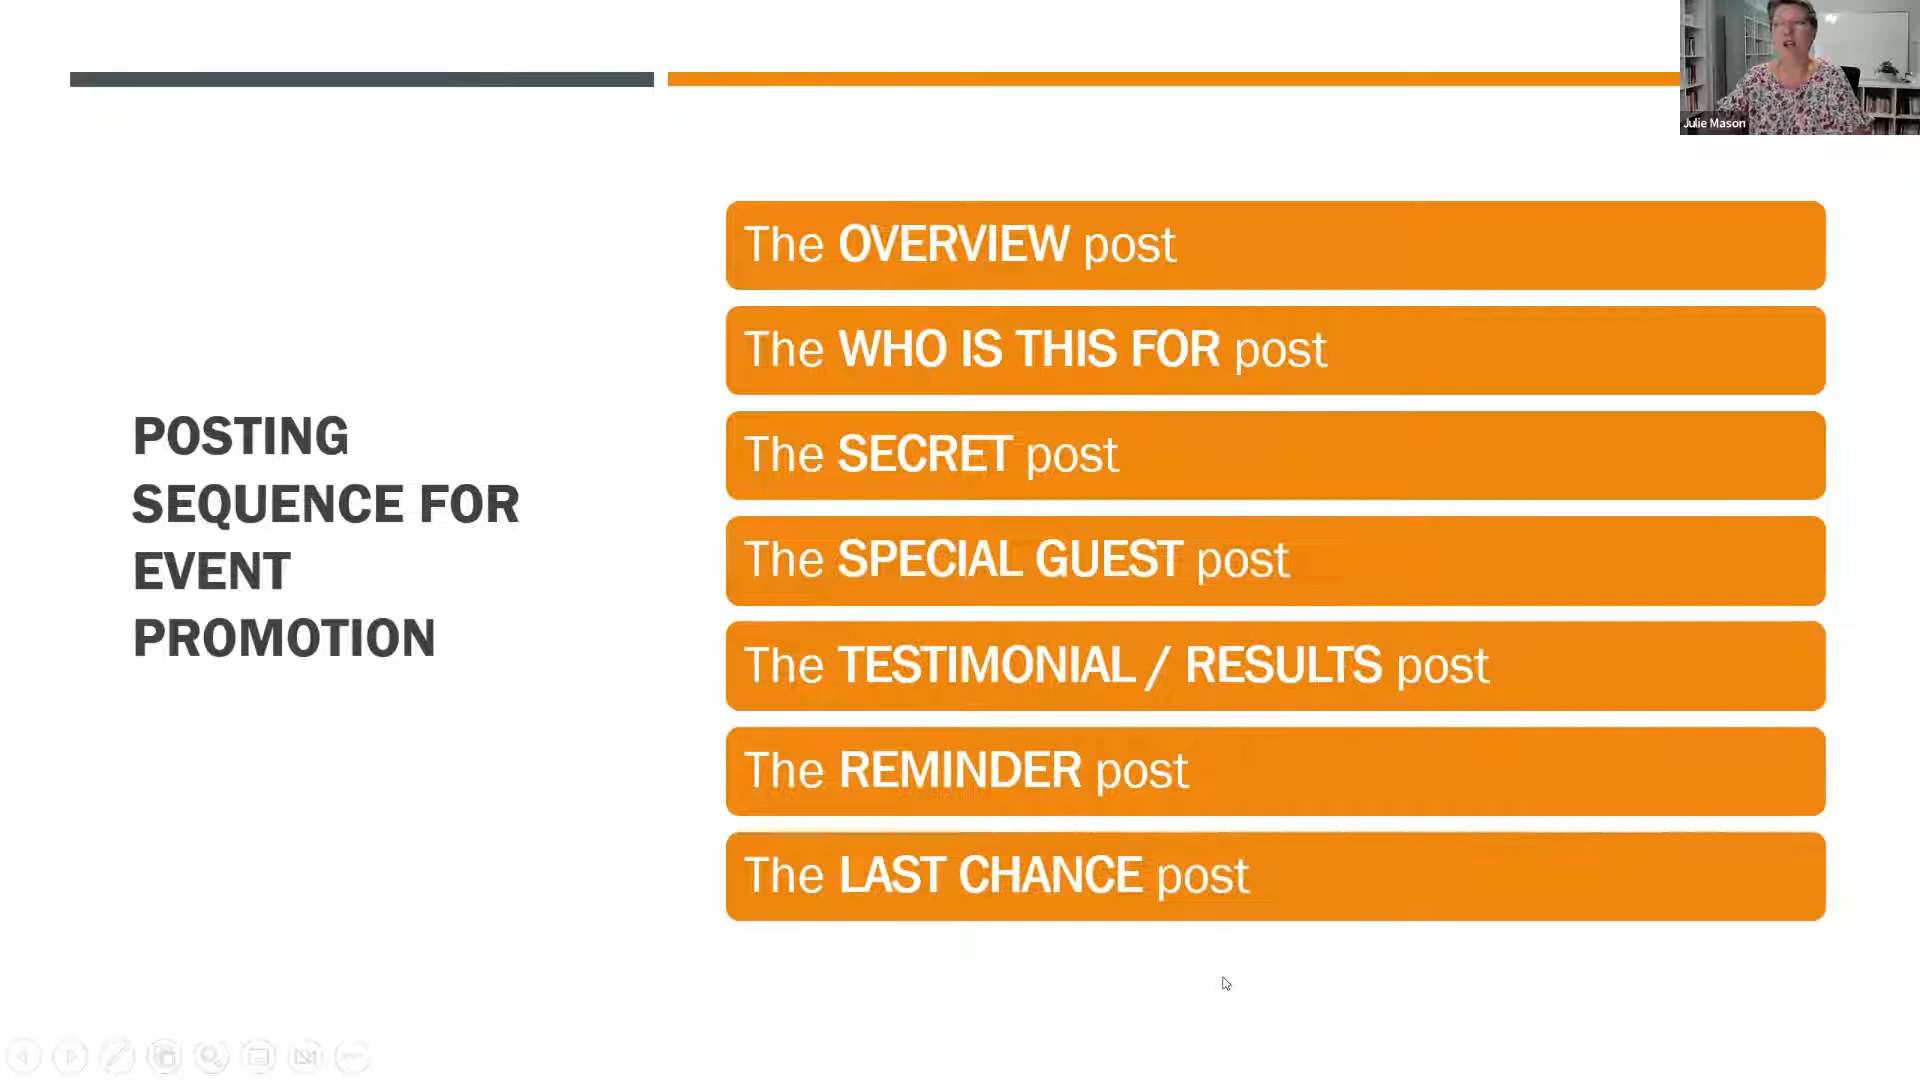 Julie Mason
POSTING
SEQUENCE FOR
EVENT
PROMOTION
The OVERVIEW post
The WHO IS THIS FOR post
The SECRET post
The SPECIAL GUEST post
The TESTIMONIAL / RESULTS post
The REMINDER post
The LAST CHANCE post